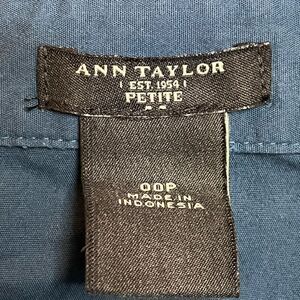 ANN TAYLOR
EST. 1954
PETITE
00P
MADE IN
INDONESIA